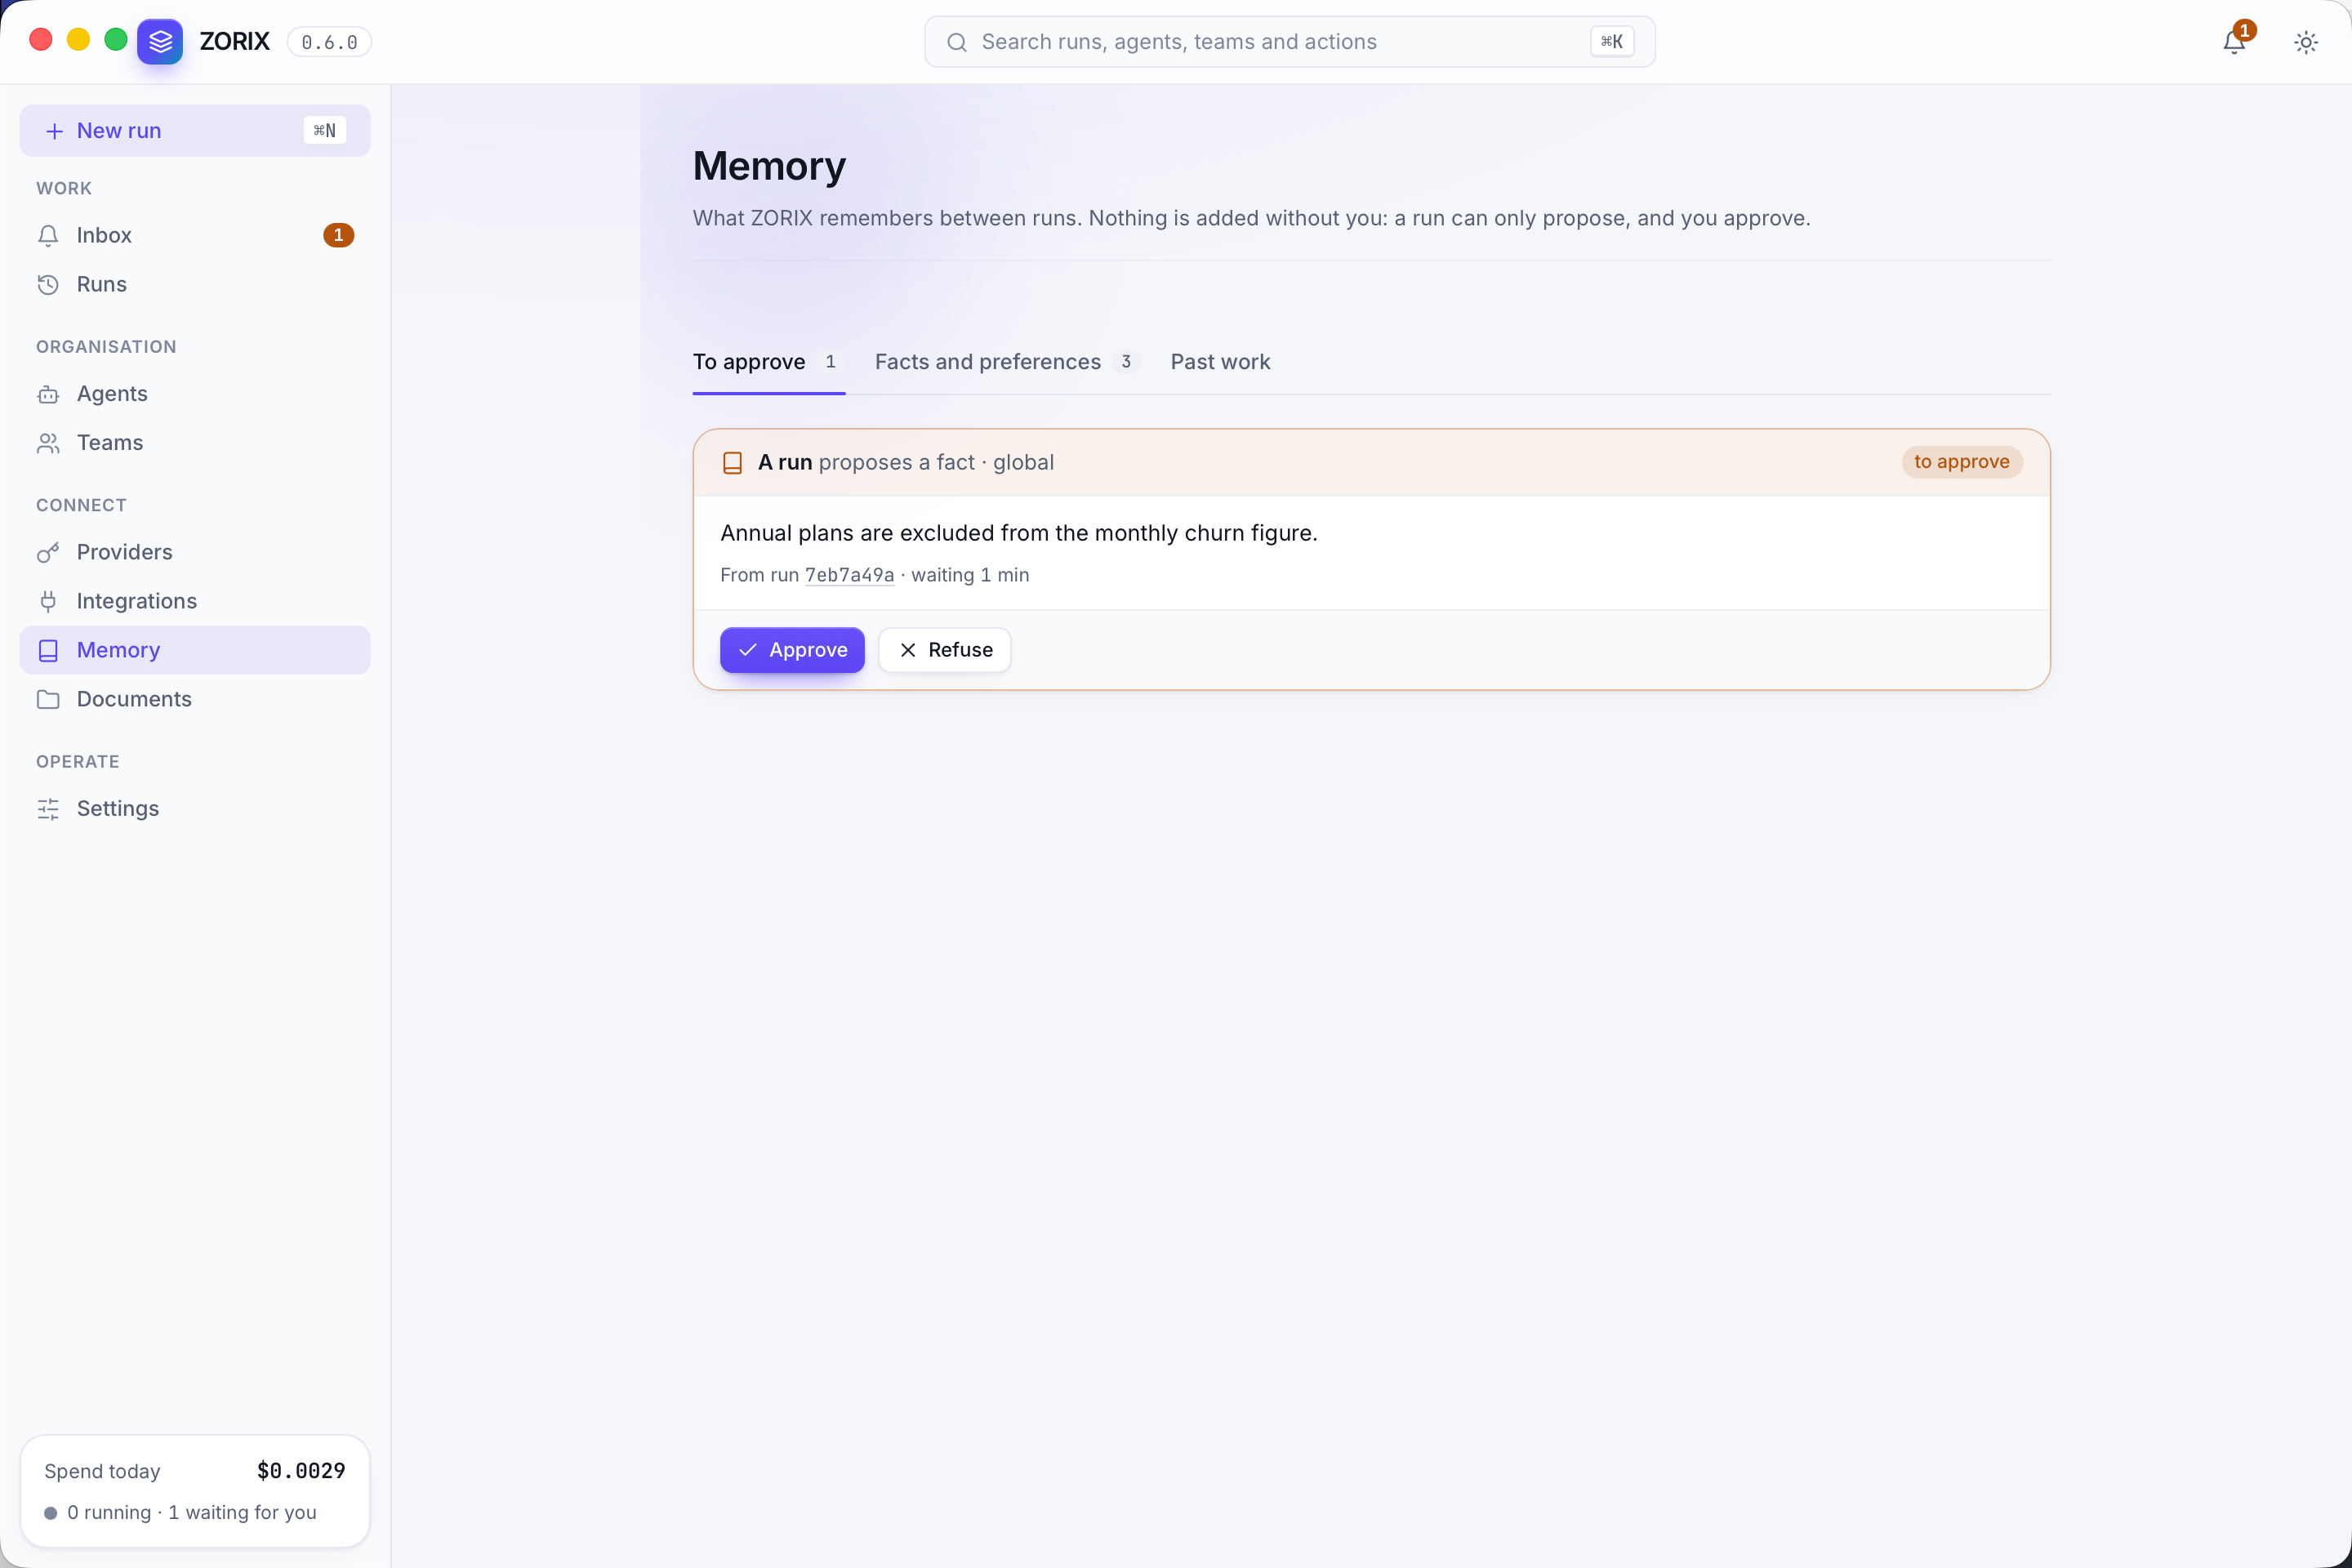 ZORIX 0.6.0
Search runs, agents, teams and actions ⌘K
1
New run ⌘N
WORK
Inbox 1
Runs
ORGANISATION
Agents
Teams
CONNECT
Providers
Integrations
Memory
Documents
OPERATE
Settings
Spend today $0.0029
0 running · 1 waiting for you
Memory
What ZORIX remembers between runs. Nothing is added without you: a run can only propose, and you approve.
To approve 1 Facts and preferences 3 Past work
A run proposes a fact · global to approve
Annual plans are excluded from the monthly churn figure.
From run 7eb7a49a · waiting 1 min
Approve Refuse